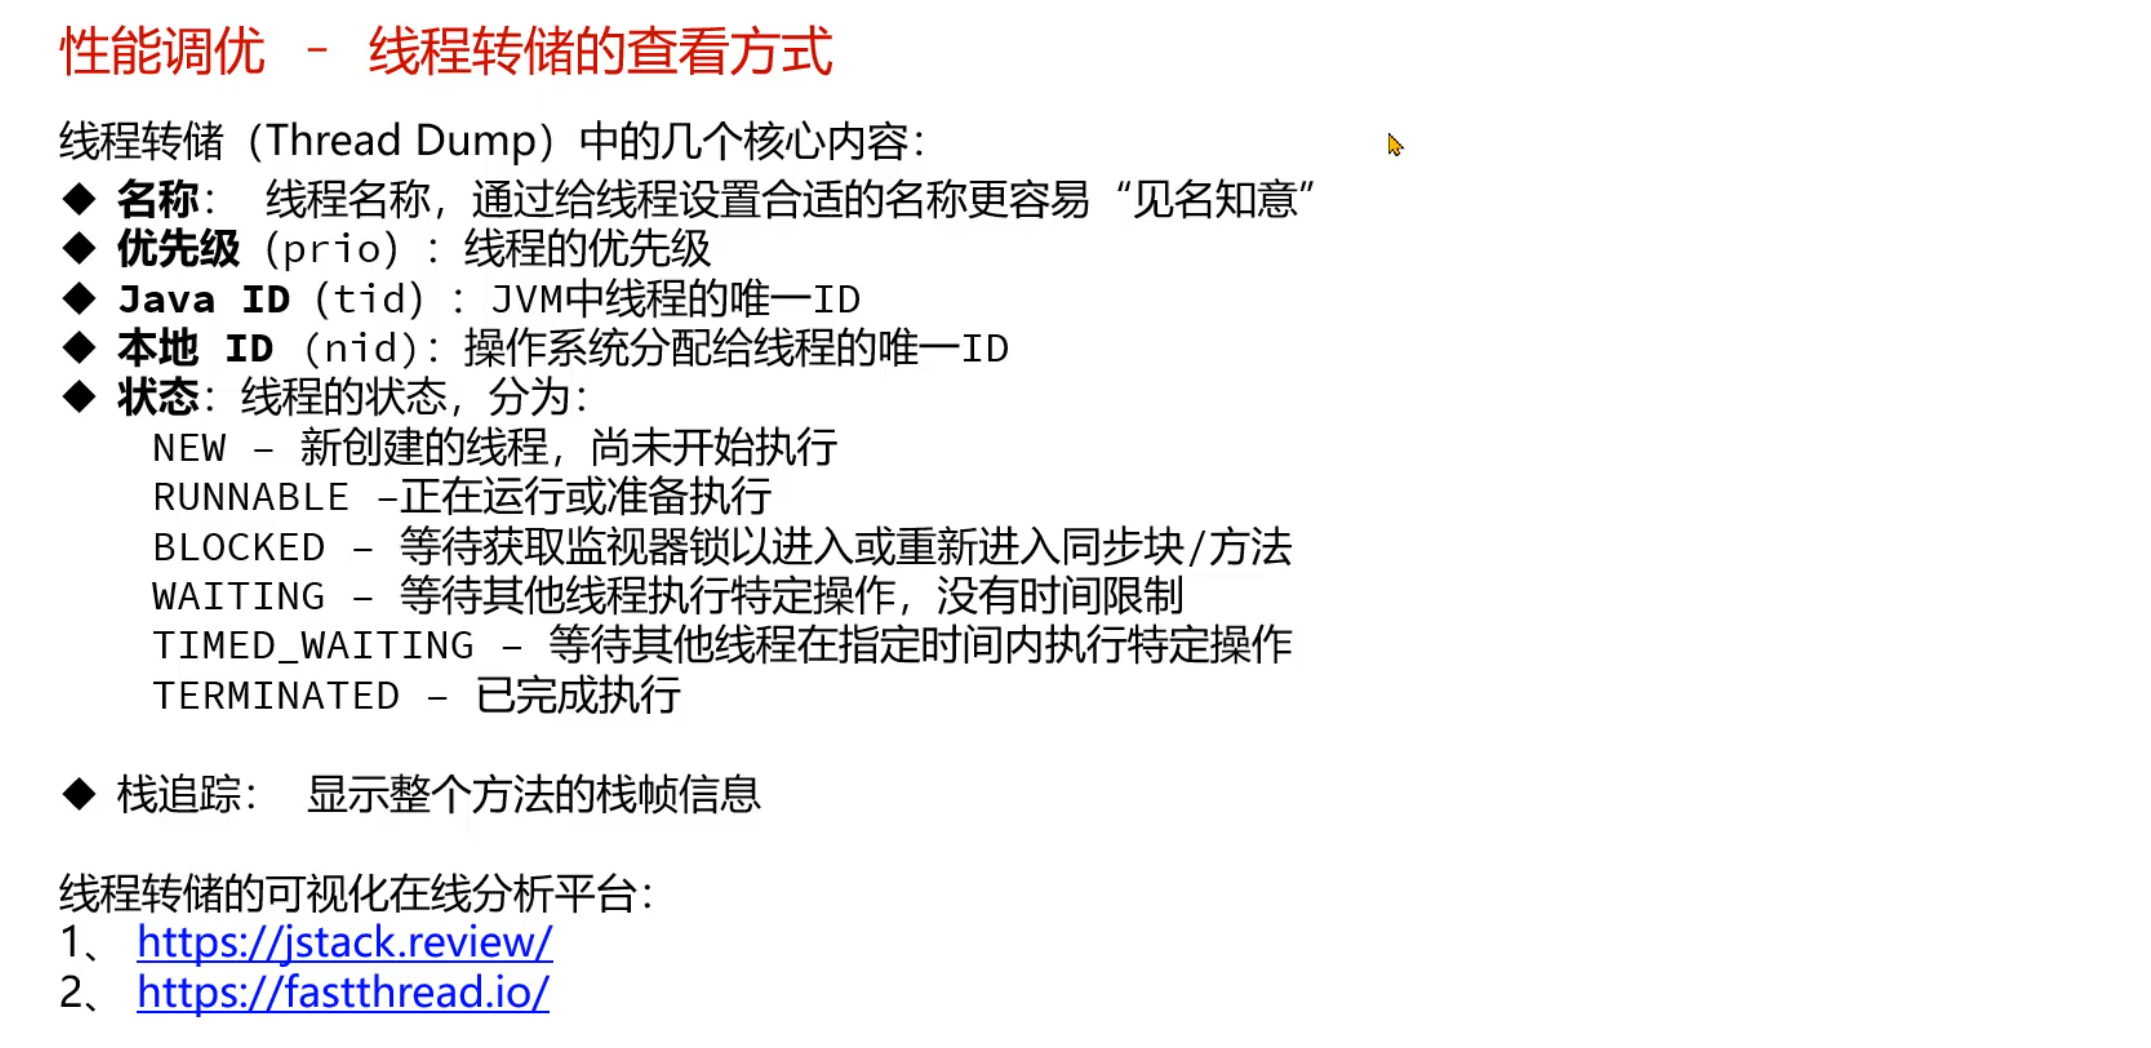 性能调优 - 线程转储的查看方式
线程转储（Thread Dump）中的几个核心内容：
◆ 名称： 线程名称，通过给线程设置合适的名称更容易“见名知意”
◆ 优先级（prio）：线程的优先级
◆ Java ID（tid）：JVM中线程的唯一ID
◆ 本地 ID（nid）：操作系统分配给线程的唯一ID
◆ 状态：线程的状态，分为：
NEW – 新创建的线程，尚未开始执行
RUNNABLE –正在运行或准备执行
BLOCKED – 等待获取监视器锁以进入或重新进入同步块/方法
WAITING – 等待其他线程执行特定操作，没有时间限制
TIMED_WAITING – 等待其他线程在指定时间内执行特定操作
TERMINATED – 已完成执行
◆ 栈追踪： 显示整个方法的栈帧信息
线程转储的可视化在线分析平台：
1、 https://jstack.review/
2、 https://fastthread.io/